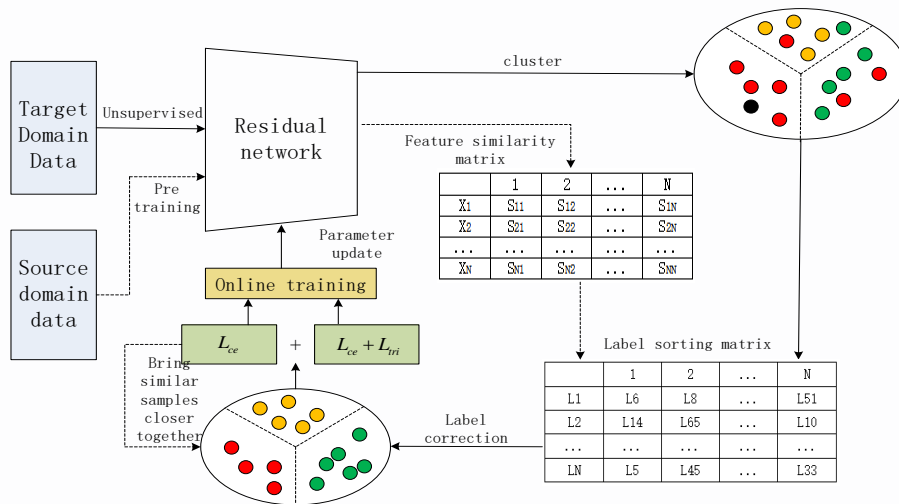 Target
Domain
Data
Unsupervised
Pre
training
Source
domain
data
Residual
network
cluster
Feature similarity
matrix
1 2 ... N
X1 S11 S12 ... S1N
X2 S21 S22 ... S2N
... ... ... ... ...
XN SN1 SN2 ... SNN
Parameter
update
Online training
Lce + Lce + Ltri
Bring
similar
samples
closer
together
Label sorting matrix
1 2 ... N
L1 L6 L8 ... L51
L2 L14 L65 ... L10
... ... ... ... ...
LN L5 L45 ... L33
Label
correction